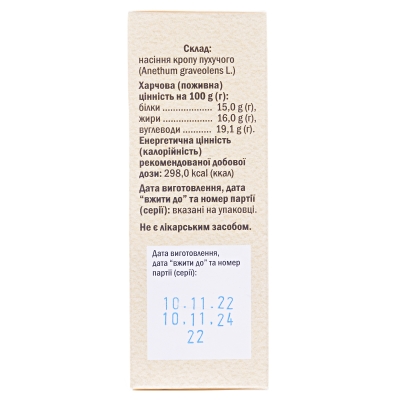 Склад:
насіння кропу пухучого
(Anethum graveolens L.)
Харчова (поживна)
цінність на 100 g (г):
білки .................... 15,0 g (г),
жири .................... 16,0 g (г),
вуглеводи ............. 19,1 g (г).
Енергетична цінність
(калорійність)
рекомендованої добової
дози: 298,0 kcal (ккал)
Дата виготовлення, дата
“вжити до” та номер партії
(серії): вказані на упаковці.
Не є лікарським засобом.
Дата виготовлення,
дата “вжити до” та номер
партії (серії):
10.11.22
10.11.24
22